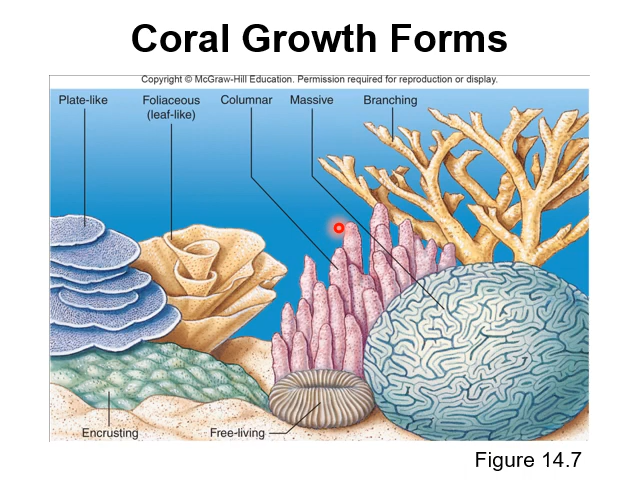 Coral Growth Forms
Copyright © McGraw-Hill Education. Permission required for reproduction or display.
Plate-like
Foliaceous
(leaf-like)
Columnar
Massive
Branching
Encrusting
Free-living
Figure 14.7